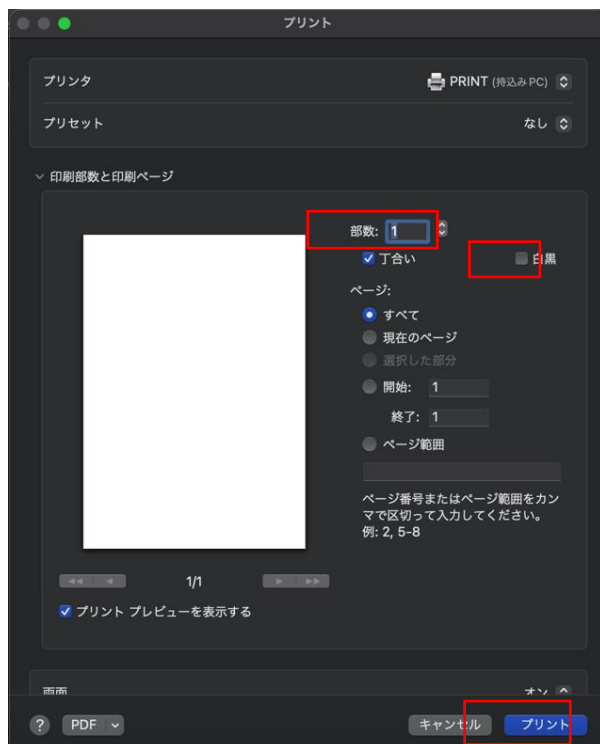 プリント
プリンタ
PRINT (持込みPC)
プリセット
なし
印刷部数と印刷ページ
部数: 1
丁合い
白黒
ページ:
すべて
現在のページ
選択した部分
開始: 1
終了: 1
ページ範囲
ページ番号またはページ範囲をカン
マで区切って入力してください。
例: 2, 5-8
1/1
プリント プレビューを表示する
両面
オン
?
PDF
キャンセル
プリント